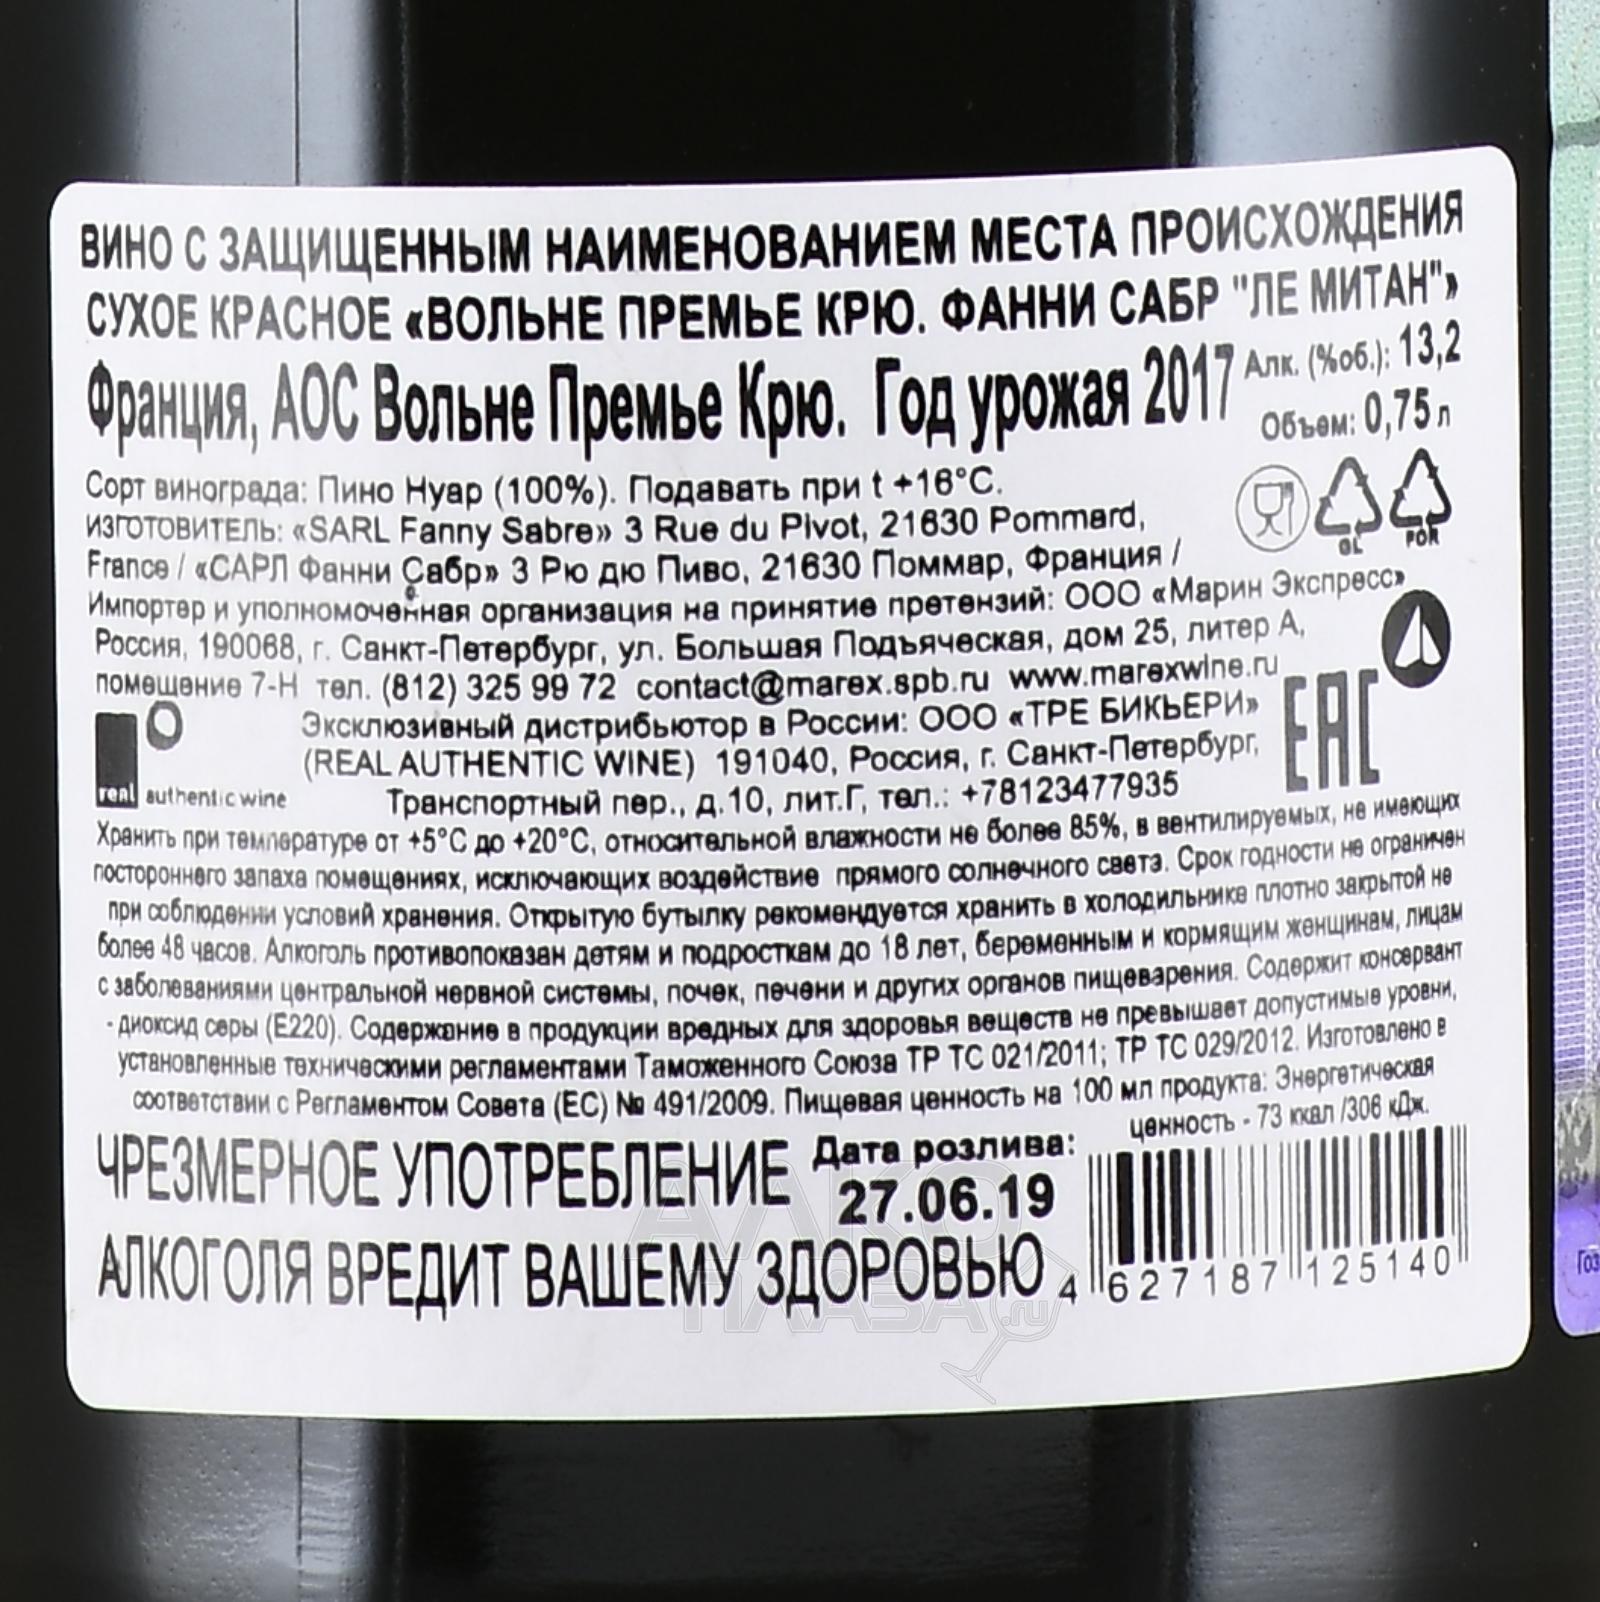 ВИНО С ЗАЩИЩЕННЫМ НАИМЕНОВАНИЕМ МЕСТА ПРОИСХОЖДЕНИЯ
СУХОЕ КРАСНОЕ «ВОЛЬНЕ ПРЕМЬЕ КРЮ. ФАННИ САБР "ЛЕ МИТАН"»
Франция, АОС Вольне Премье Крю. Год урожая 2017
Алк. (%об.): 13,2
Объем: 0,75 л
Сорт винограда: Пино Нуар (100%). Подавать при t +16°C.
ИЗГОТОВИТЕЛЬ: «SARL Fanny Sabre» 3 Rue du Pivot, 21630 Pommard,
France / «САРЛ Фанни Сабр» 3 Рю дю Пиво, 21630 Поммар, Франция /
Импортер и уполномоченная организация на принятие претензий: ООО «Марин Экспресс»
Россия, 190068, г. Санкт-Петербург, ул. Большая Подъяческая, дом 25, литер А,
помещение 7-Н тел. (812) 325 99 72 contact@marex.spb.ru www.marexwine.ru
GL
FOR
EAC
real authentic wine
Эксклюзивный дистрибьютор в России: ООО «ТРЕ БИКЬЕРИ»
(REAL AUTHENTIC WINE) 191040, Россия, г. Санкт-Петербург,
Транспортный пер., д.10, лит.Г, тел.: +78123477935
Хранить при температуре от +5°C до +20°C, относительной влажности не более 85%, в вентилируемых, не имеющих
постороннего запаха помещениях, исключающих воздействие прямого солнечного света. Срок годности не ограничен
при соблюдении условий хранения. Открытую бутылку рекомендуется хранить в холодильнике плотно закрытой не
более 48 часов. Алкоголь противопоказан детям и подросткам до 18 лет, беременным и кормящим женщинам, лицам
с заболеваниями центральной нервной системы, почек, печени и других органов пищеварения. Содержит консервант
- диоксид серы (Е220). Содержание в продукции вредных для здоровья веществ не превышает допустимые уровни,
установленные техническими регламентами Таможенного Союза ТР ТС 021/2011; ТР ТС 029/2012. Изготовлено в
соответствии с Регламентом Совета (ЕС) № 491/2009. Пищевая ценность на 100 мл продукта: Энергетическая
ценность - 73 ккал /306 кДж.
ЧРЕЗМЕРНОЕ УПОТРЕБЛЕНИЕ
АЛКОГОЛЯ ВРЕДИТ ВАШЕМУ ЗДОРОВЬЮ
Дата розлива:
27.06.19
4 627187 125140
АЛКО
ПЛАЗА.ru